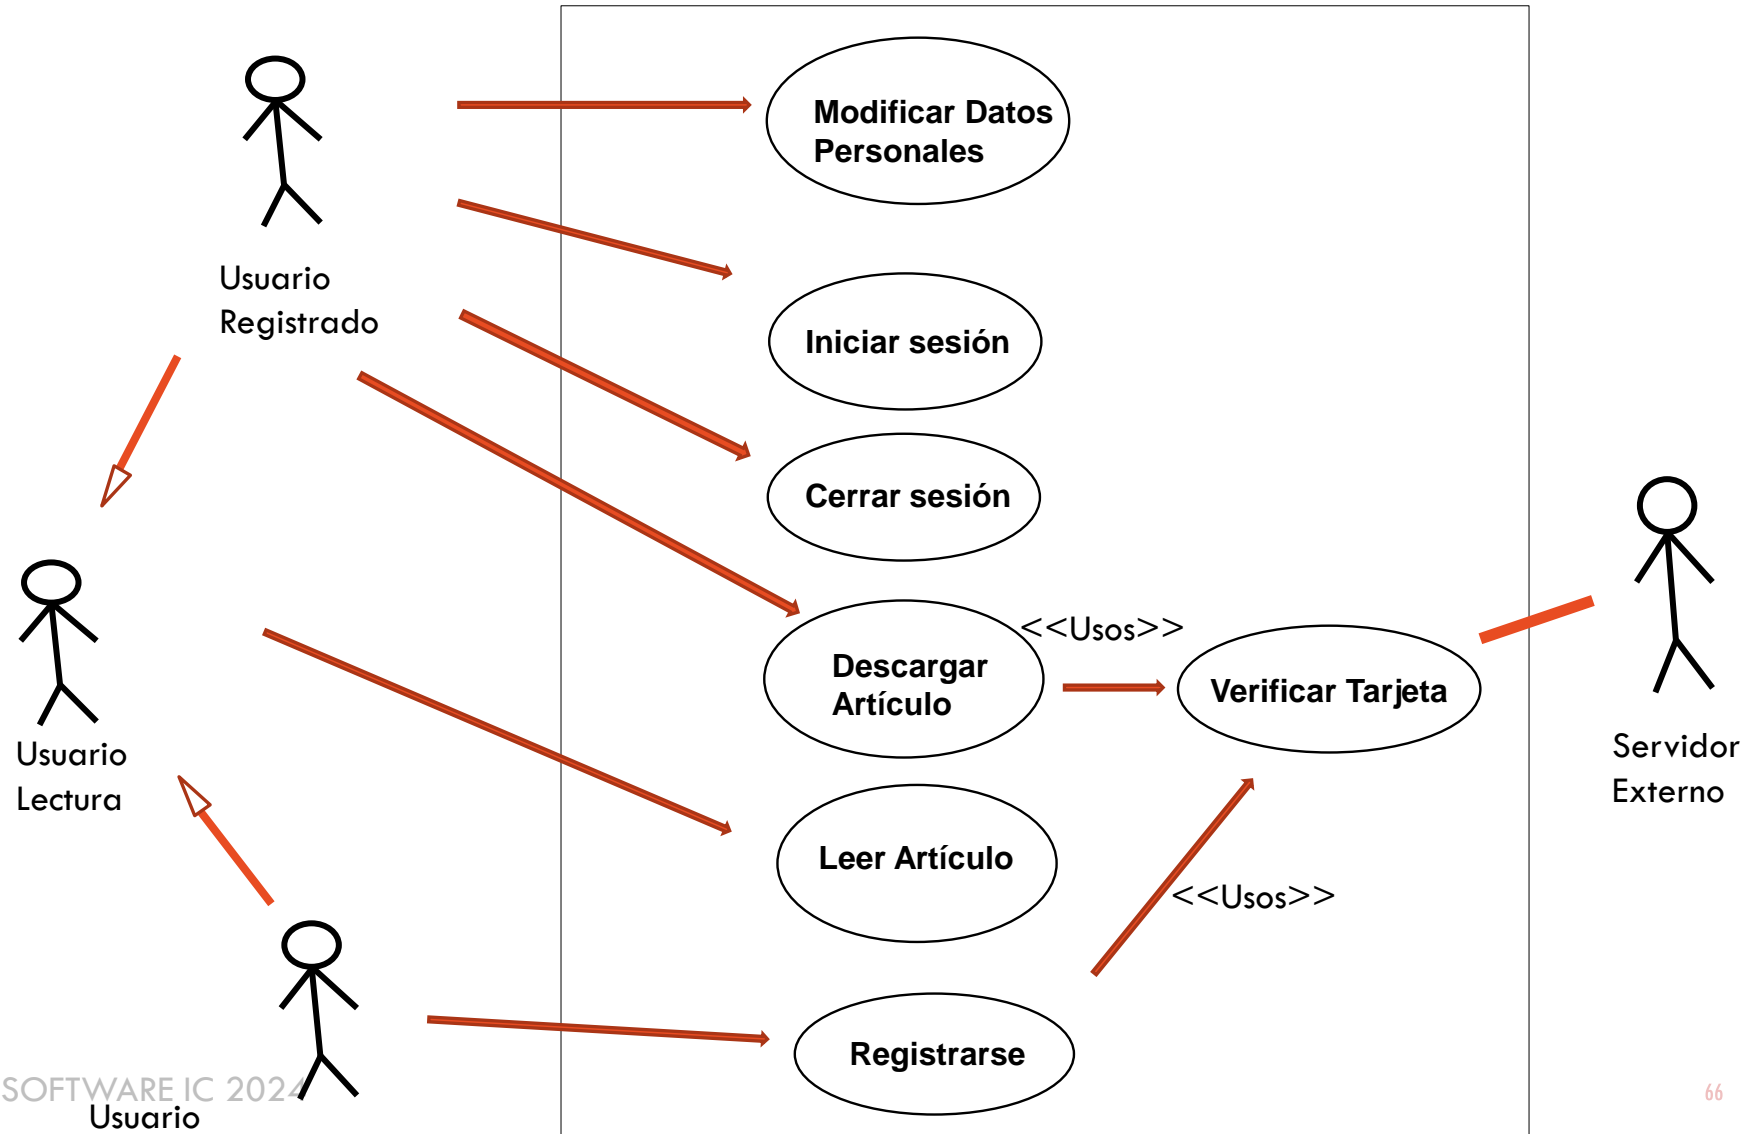 Modificar Datos
Personales
Usuario
Registrado
Iniciar sesión
Cerrar sesión
<<Usos>>
Descargar
Artículo
Verificar Tarjeta
Usuario
Lectura
Servidor
Externo
Leer Artículo
<<Usos>>
Registrarse
SOFTWARE IC 2024
66
Usuario